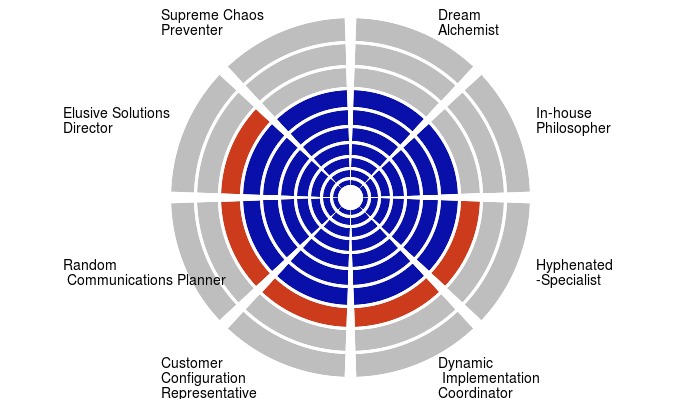 Supreme Chaos
Preventer
Dream
Alchemist
Elusive Solutions
Director
In-house
Philosopher
Random
Communications Planner
Hyphenated
-Specialist
Customer
Configuration
Representative
Dynamic
Implementation
Coordinator